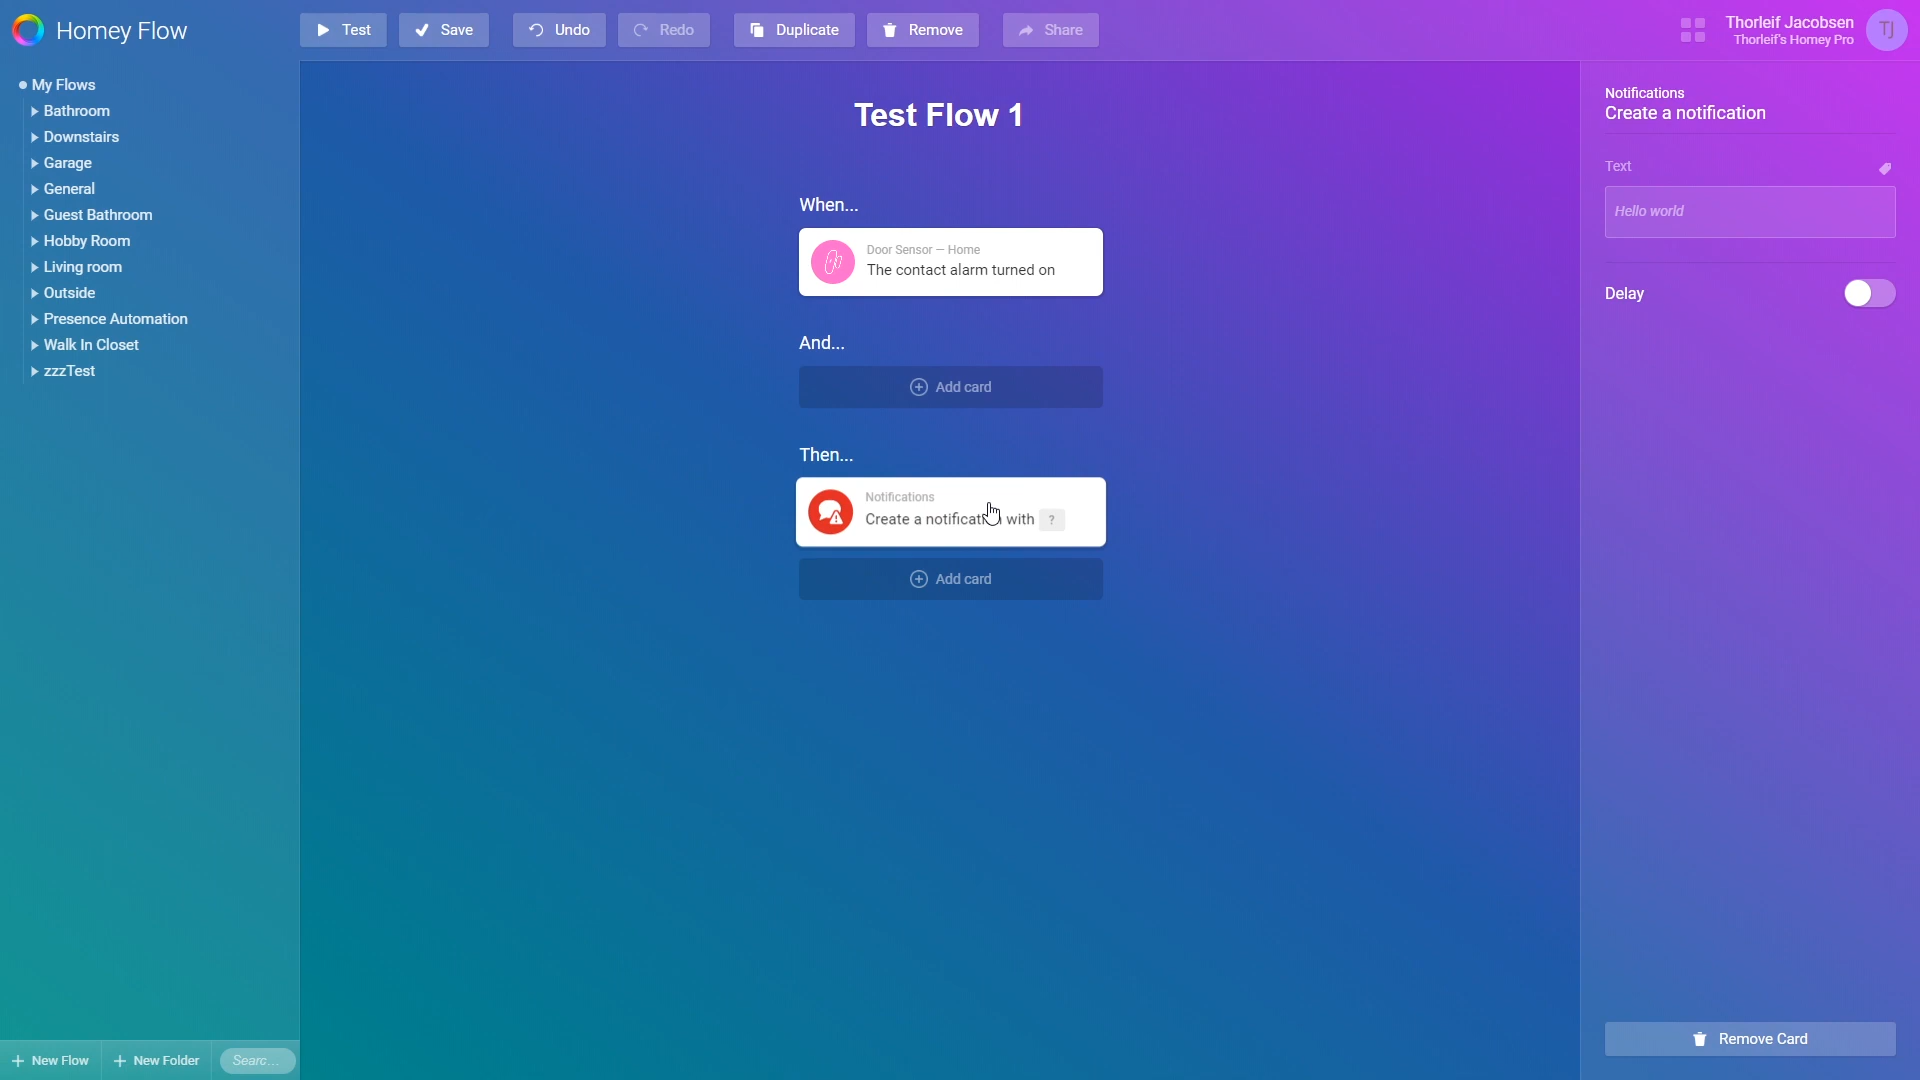 Homey Flow
Test
Save
Undo
Redo
Duplicate
Remove
Share
Thorleif Jacobsen
Thorleif's Homey Pro
TJ
My Flows
Bathroom
Downstairs
Garage
General
Guest Bathroom
Hobby Room
Living room
Outside
Presence Automation
Walk In Closet
zzzTest
New Flow
New Folder
Searc...
Test Flow 1
When...
Door Sensor — Home
The contact alarm turned on
And...
Add card
Then...
Notifications
Create a notification with ?
Add card
Notifications
Create a notification
Text
Hello world
Delay
Remove Card